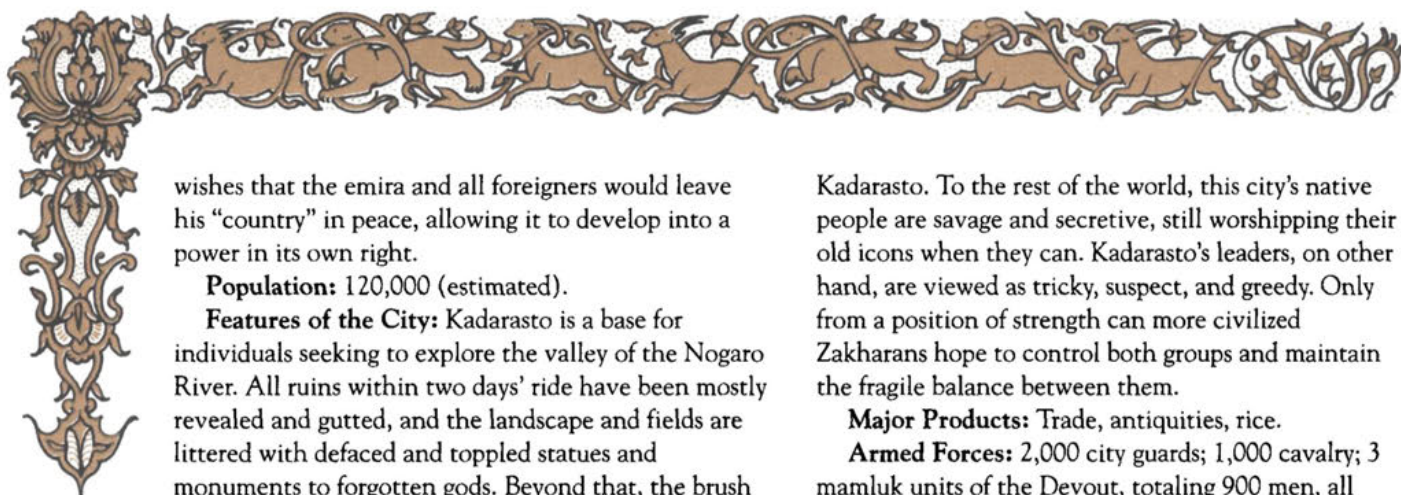 wishes that the emira and all foreigners would leave
his “country” in peace, allowing it to develop into a
power in its own right.
Population: 120,000 (estimated).
Features of the City: Kadarasto is a base for
individuals seeking to explore the valley of the Nogaro
River. All ruins within two days’ ride have been mostly
revealed and gutted, and the landscape and fields are
littered with defaced and toppled statues and
monuments to forgotten gods. Beyond that, the brush
Kadarasto. To the rest of the world, this city’s native
people are savage and secretive, still worshipping their
old icons when they can. Kadarasto’s leaders, on other
hand, are viewed as tricky, suspect, and greedy. Only
from a position of strength can more civilized
Zakharans hope to control both groups and maintain
the fragile balance between them.
Major Products: Trade, antiquities, rice.
Armed Forces: 2,000 city guards; 1,000 cavalry; 3
mamluk units of the Devout, totaling 900 men, all